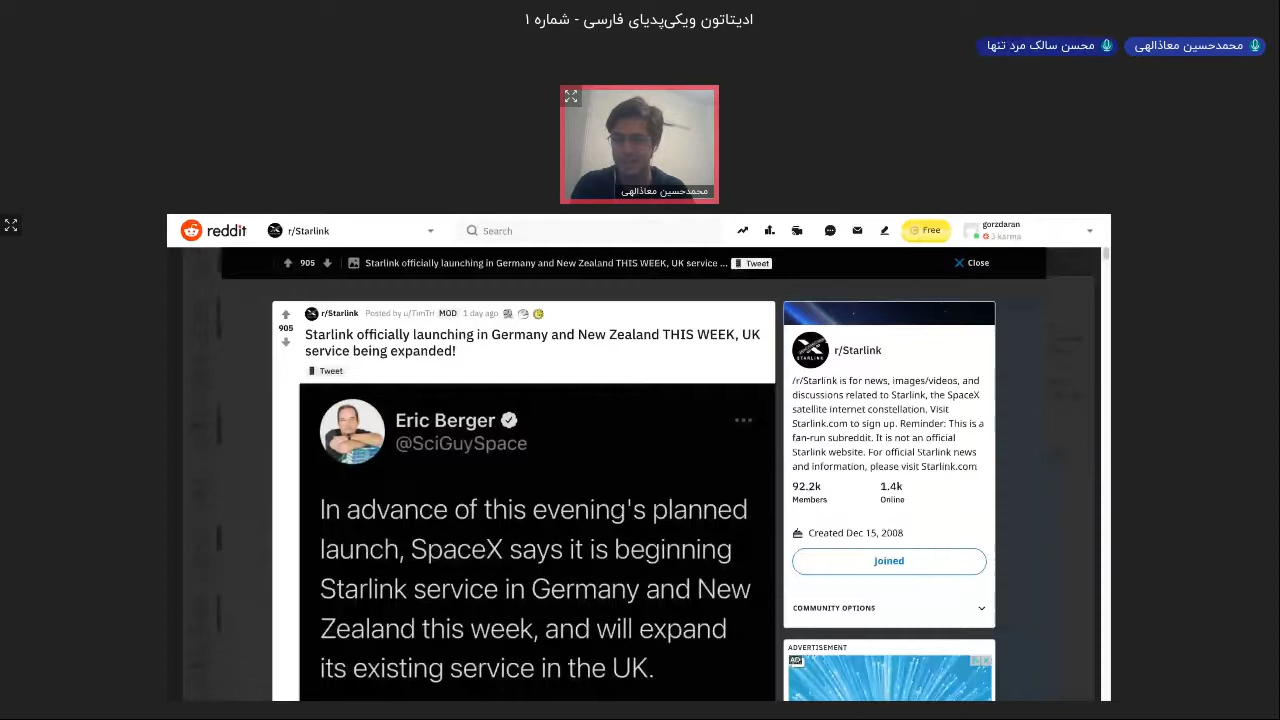 ادیتاتون ویکی‌پدیای فارسی - شماره ۱
محمدحسین معاذالهی
محسن سالک مرد تنها
محمدحسین معاذالهی
reddit
r/Starlink
Search
Free
gorzdaran
3 karma
905
Starlink officially launching in Germany and New Zealand THIS WEEK, UK service ...
Tweet
Close
r/Starlink Posted by u/TimTri MOD 1 day ago
905
Starlink officially launching in Germany and New Zealand THIS WEEK, UK
service being expanded!
Tweet
Eric Berger
@SciGuySpace
In advance of this evening's planned
launch, SpaceX says it is beginning
Starlink service in Germany and New
Zealand this week, and will expand
its existing service in the UK.
STARLINK
r/Starlink
/r/Starlink is for news, images/videos, and
discussions related to Starlink, the SpaceX
satellite internet constellation. Visit
Starlink.com to sign up. Reminder: This is a
fan-run subreddit. It is not an official
Starlink website. For official Starlink news
and information, please visit Starlink.com
92.2k 1.4k
Members Online
Created Dec 15, 2008
Joined
COMMUNITY OPTIONS
ADVERTISEMENT
AD